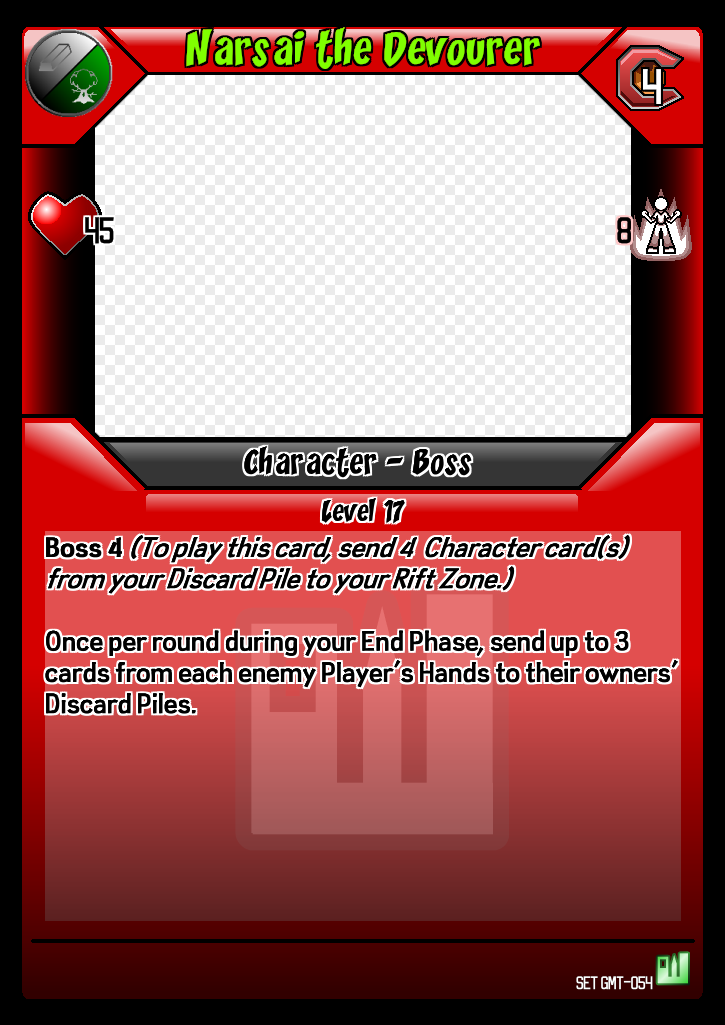 Narsai the Devourer
4
45
8
Character - Boss
Level 17
Boss 4 (To play this card, send 4 Character card(s)
from your Discard Pile to your Rift Zone.)
Once per round during your End Phase, send up to 3
cards from each enemy Player's Hands to their owners'
Discard Piles.
SET GMT-054